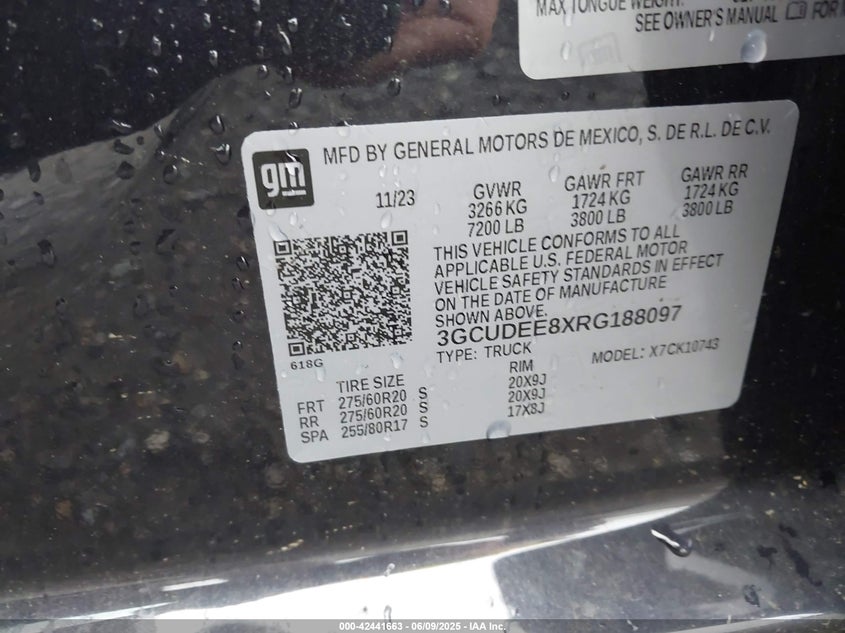 MAX TONGUE WEIGHT:
SEE OWNER'S MANUAL FOR
MFD BY GENERAL MOTORS DE MEXICO, S. DE R.L. DE C.V.
gm
11/23 GVWR GAWR FRT GAWR RR
3266 KG 1724 KG 1724 KG
7200 LB 3800 LB 3800 LB
THIS VEHICLE CONFORMS TO ALL
APPLICABLE U.S. FEDERAL MOTOR
VEHICLE SAFETY STANDARDS IN EFFECT
ON THE DATE OF MANUFACTURE
SHOWN ABOVE.
3GCUDEE8XRG188097
TYPE: TRUCK MODEL: X7CK10743
618G
TIRE SIZE RIM
FRT 275/60R20 S 20X9J
RR 275/60R20 S 20X9J
SPA 255/80R17 S 17X8J
000-42441663 - 06/09/2025 - IAA Inc.